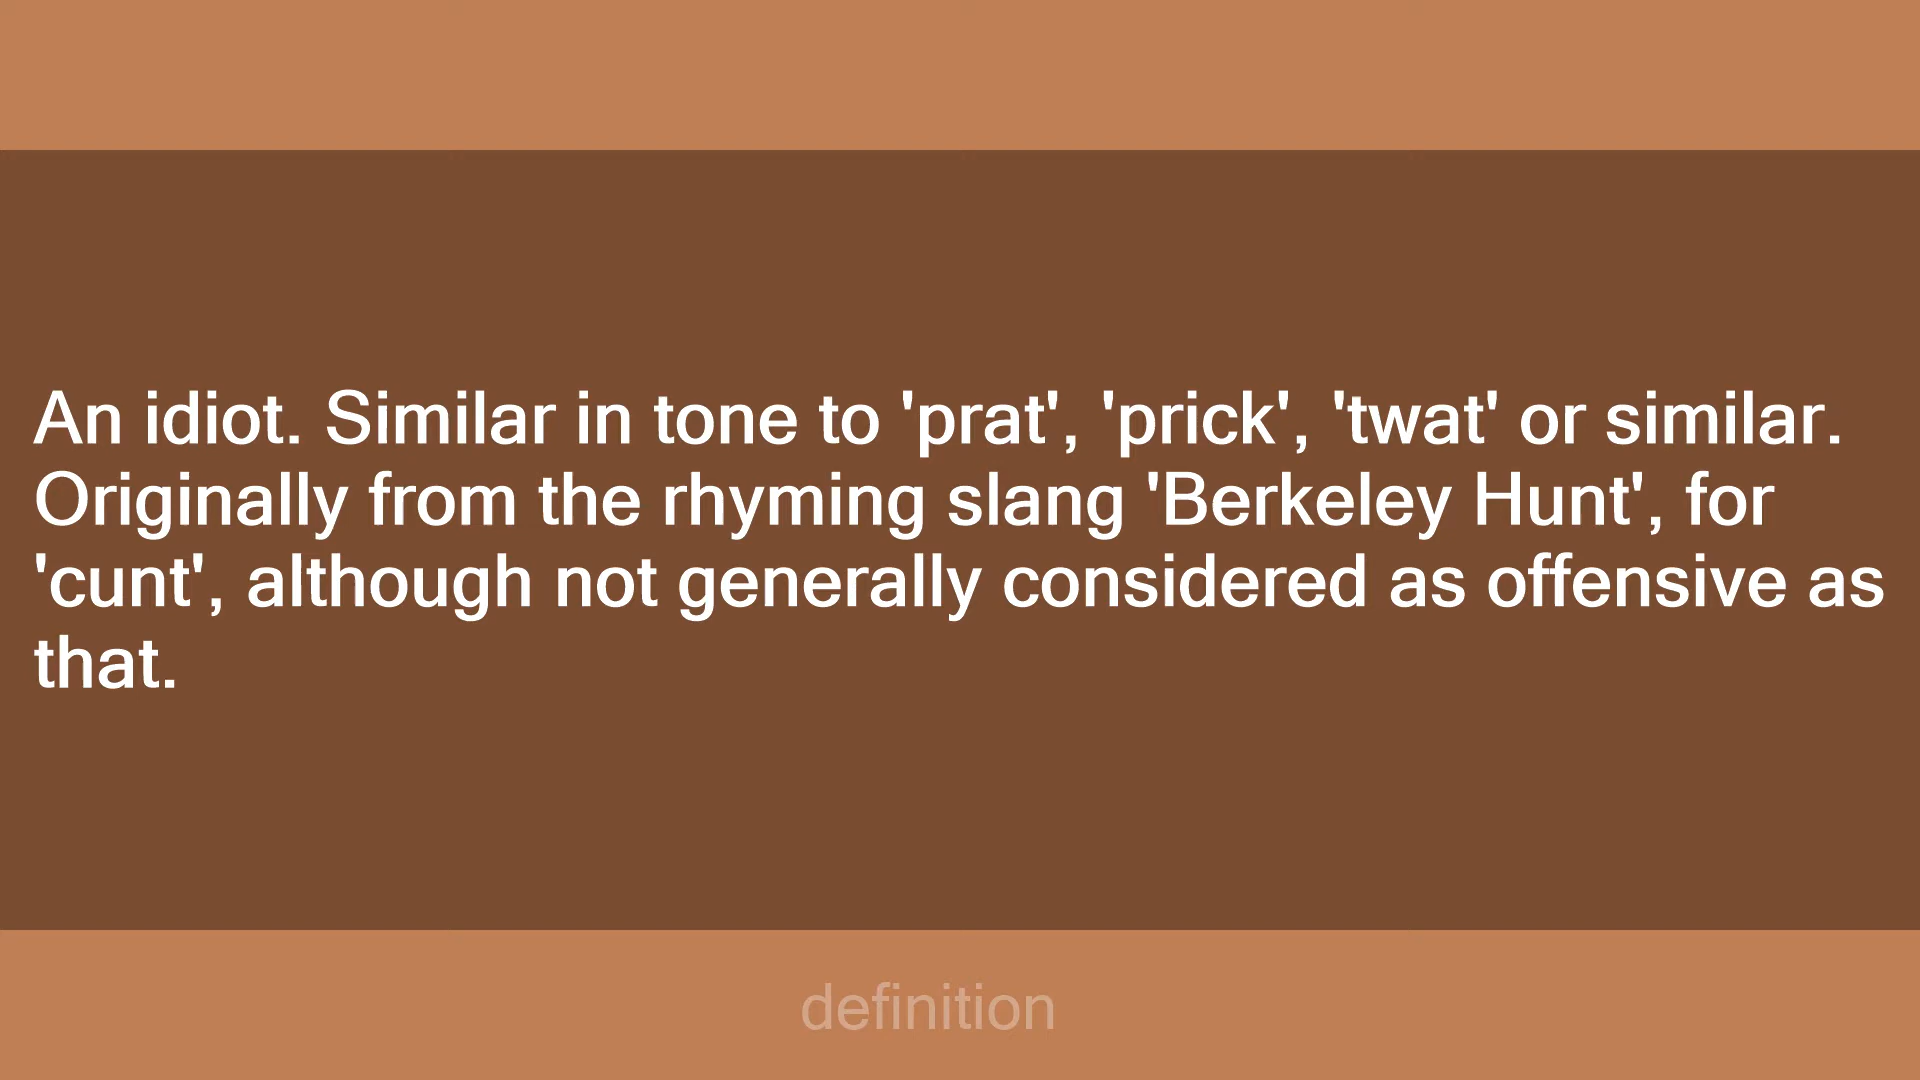 An idiot. Similar in tone to 'prat', 'prick', 'twat' or similar.
Originally from the rhyming slang 'Berkeley Hunt', for
'cunt', although not generally considered as offensive as
that.
definition